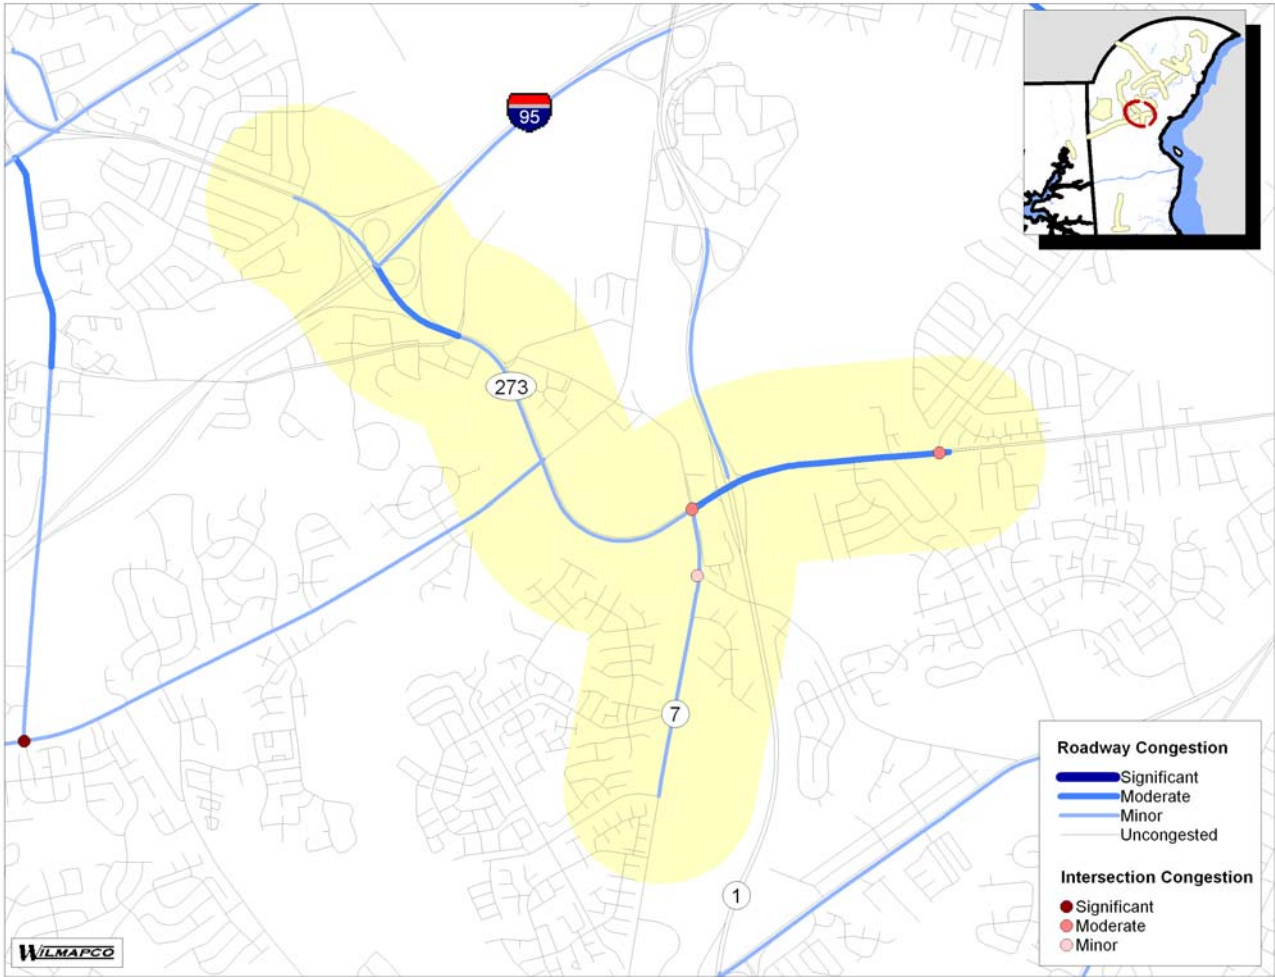 95
273
7
1
Roadway Congestion
Significant
Moderate
Minor
Uncongested
Intersection Congestion
Significant
Moderate
Minor
WILMAPCO